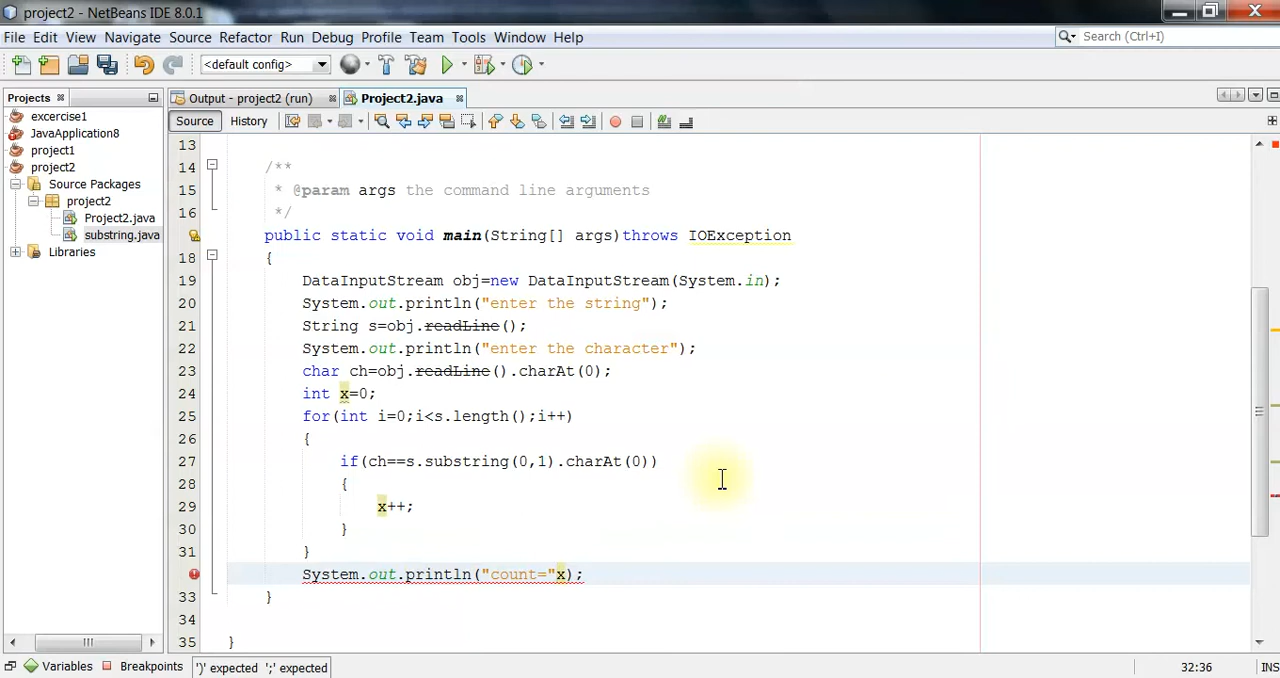 project2 - NetBeans IDE 8.0.1
File Edit View Navigate Source Refactor Run Debug Profile Team Tools Window Help
Search (Ctrl+I)
<default config>
Projects
Output - project2 (run)
Project2.java
Source
History
excercise1
JavaApplication8
project1
project2
Source Packages
project2
Project2.java
substring.java
Libraries
13
14 /**
15 * @param args the command line arguments
16 */
public static void main(String[] args)throws IOException
18 {
19 DataInputStream obj=new DataInputStream(System.in);
20 System.out.println("enter the string");
21 String s=obj.readLine();
22 System.out.println("enter the character");
23 char ch=obj.readLine().charAt(0);
24 int x=0;
25 for(int i=0;i<s.length();i++)
26 {
27 if(ch==s.substring(0,1).charAt(0))
28 {
29 x++;
30 }
31 }
System.out.println("count="x);
33 }
34
35 }
Variables
Breakpoints
')' expected ';' expected
32:36
INS